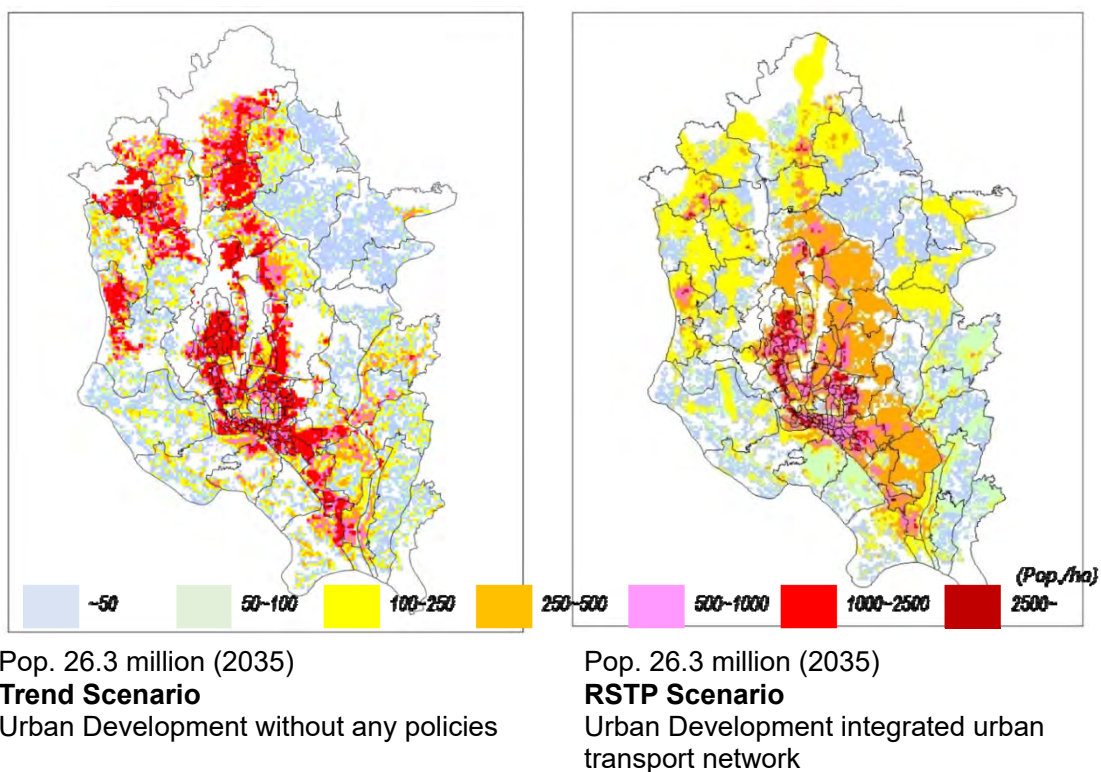 (Pop./ha)
~50 50~100 100~250 250~500 500~1000 1000~2500 2500~
Pop. 26.3 million (2035)
Trend Scenario
Urban Development without any policies
Pop. 26.3 million (2035)
RSTP Scenario
Urban Development integrated urban
transport network